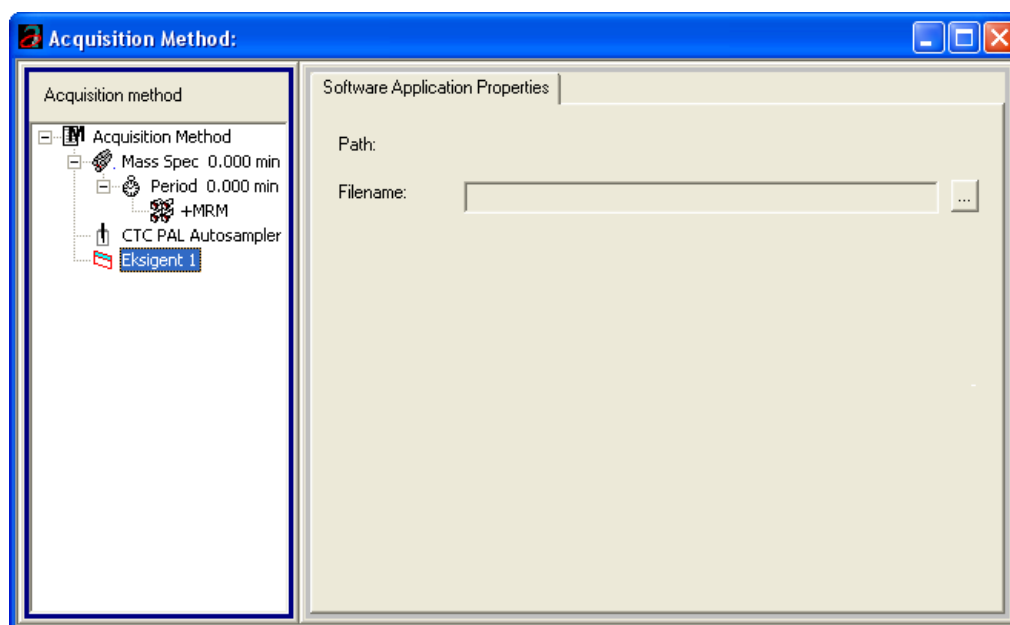 Acquisition Method:
Acquisition method
Acquisition Method
Mass Spec 0.000 min
Period 0.000 min
+MRM
CTC PAL Autosampler
Eksigent 1
Software Application Properties
Path:
Filename:
...